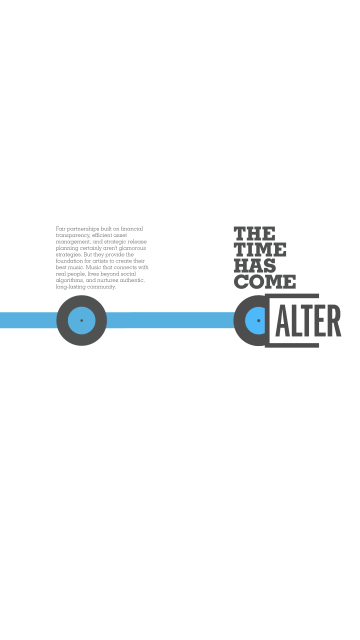 Fair partnerships built on financial
transparency, efficient asset
management, and strategic release
planning certainly aren't glamorous
strategies. But they provide the
foundation for artists to create their
best music. Music that connects with
real people, lives beyond social
algorithms, and nurtures authentic,
long-lasting community.
THE
TIME
HAS
COME
ALTER